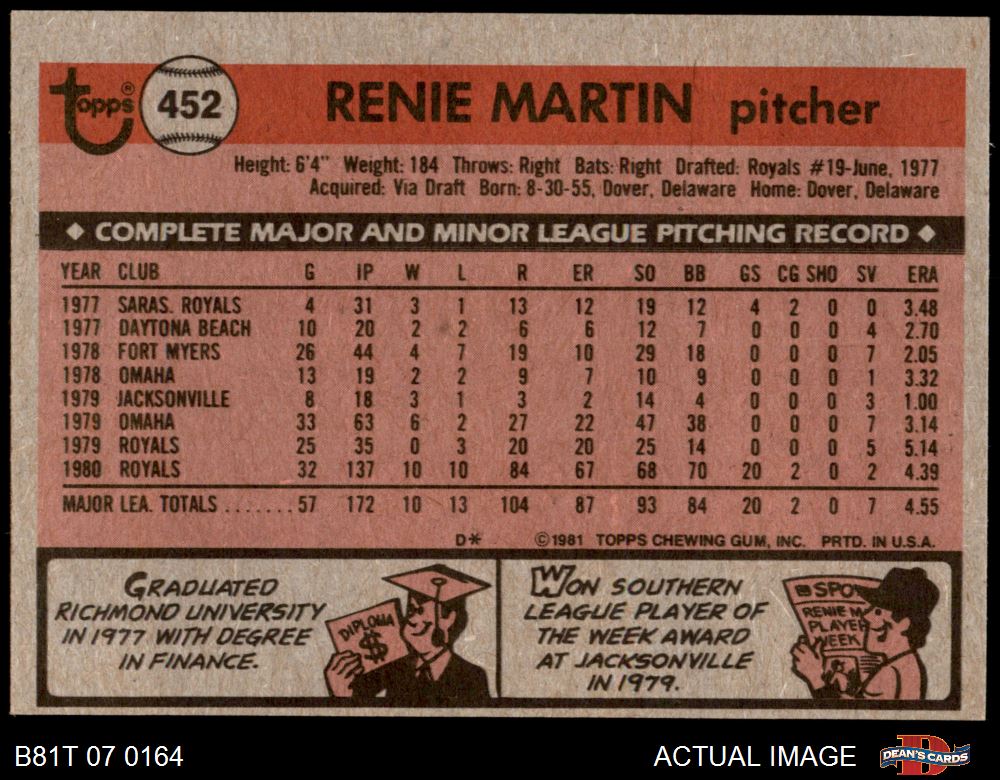 topps® 452 RENIE MARTIN pitcher
Height: 6'4" Weight: 184 Throws: Right Bats: Right Drafted: Royals #19-June, 1977
Acquired: Via Draft Born: 8-30-55, Dover, Delaware Home: Dover, Delaware
◆ COMPLETE MAJOR AND MINOR LEAGUE PITCHING RECORD ◆
YEAR CLUB G IP W L R ER SO BB GS CG SHO SV ERA
1977 SARAS. ROYALS 4 31 3 1 13 12 19 12 4 2 0 0 3.48
1977 DAYTONA BEACH 10 20 2 2 6 6 12 7 0 0 0 4 2.70
1978 FORT MYERS 26 44 4 7 19 10 29 18 0 0 0 7 2.05
1978 OMAHA 13 19 2 2 9 7 10 9 0 0 0 1 3.32
1979 JACKSONVILLE 8 18 3 1 3 2 14 4 0 0 0 3 1.00
1979 OMAHA 33 63 6 2 27 22 47 38 0 0 0 7 3.14
1979 ROYALS 25 35 0 3 20 20 25 14 0 0 0 5 5.14
1980 ROYALS 32 137 10 10 84 67 68 70 20 2 0 2 4.39
MAJOR LEA. TOTALS .......57 172 10 13 104 87 93 84 20 2 0 7 4.55
D* ©1981 TOPPS CHEWING GUM, INC. PRTD. IN U.S.A.
GRADUATED
RICHMOND UNIVERSITY
IN 1977 WITH DEGREE
IN FINANCE.
DIPLOMA
$
WON SOUTHERN
LEAGUE PLAYER OF
THE WEEK AWARD
AT JACKSONVILLE
IN 1979.
SPO
RENIE M
PLAYER
WEEK
B81T 07 0164 ACTUAL IMAGE DEAN'S CARDS